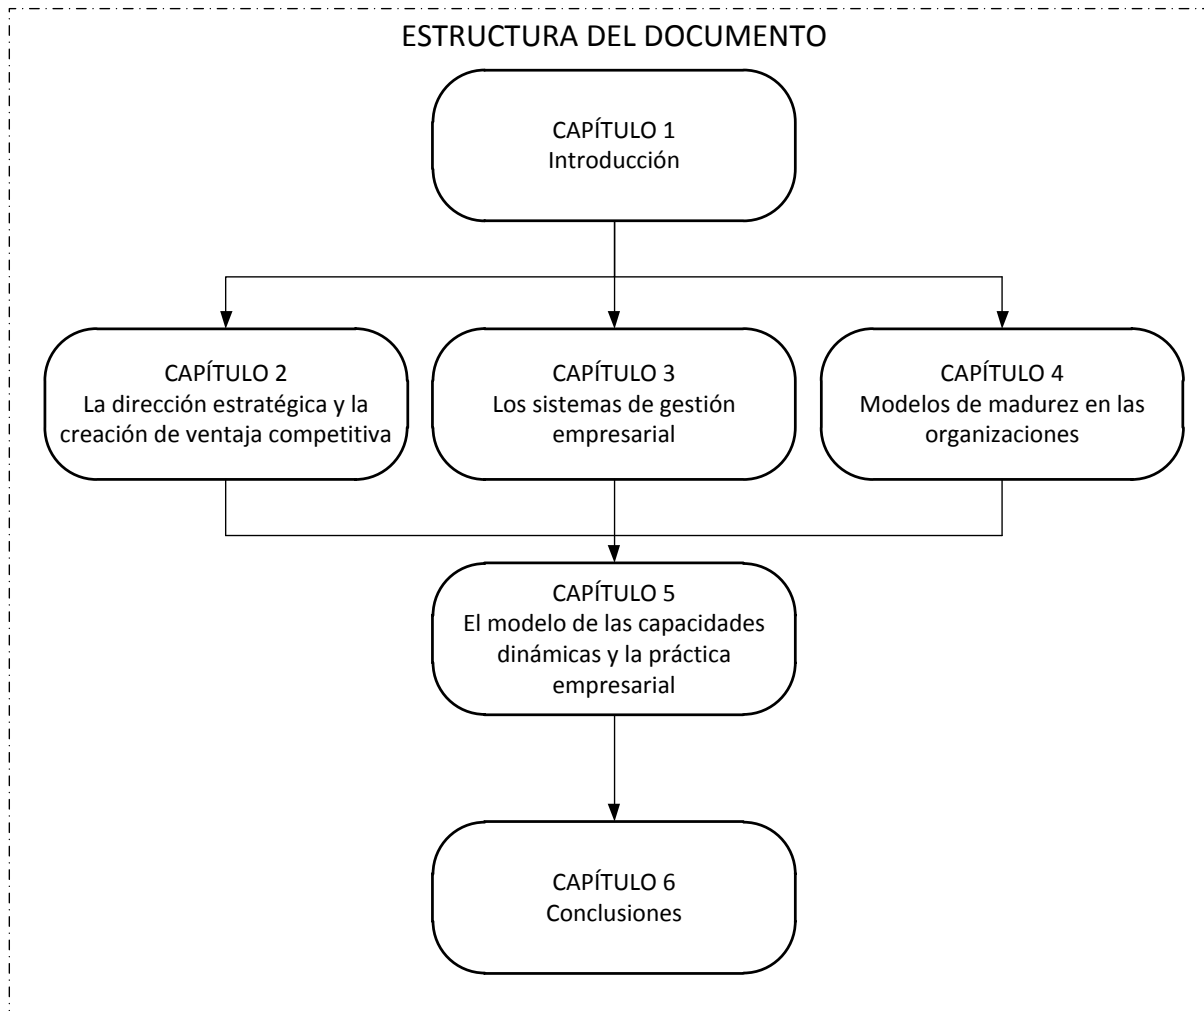 ESTRUCTURA DEL DOCUMENTO
CAPÍTULO 1
Introducción
CAPÍTULO 2
La dirección estratégica y la
creación de ventaja competitiva
CAPÍTULO 3
Los sistemas de gestión
empresarial
CAPÍTULO 4
Modelos de madurez en las
organizaciones
CAPÍTULO 5
El modelo de las capacidades
dinámicas y la práctica
empresarial
CAPÍTULO 6
Conclusiones